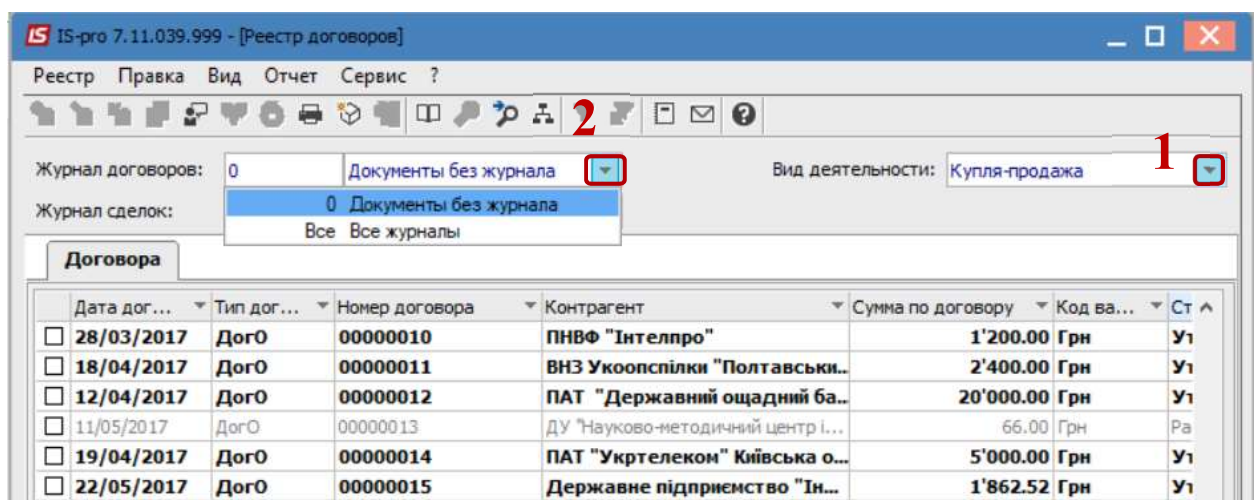 IS IS-pro 7.11.039.999 - [Реестр договоров]
Реестр Правка Вид Отчет Сервис ?
2
1
Журнал договоров: 0 Документы без журнала Вид деятельности: Купля-продажа
0 Документы без журнала
Журнал сделок:
Все Все журналы
Договора
Дата дог... Тип дог... Номер договора Контрагент Сумма по договору Код ва... Ст
28/03/2017 ДогО 00000010 ПНВФ "Інтелпро" 1'200.00 Грн Ут
18/04/2017 ДогО 00000011 ВНЗ Укоопспілки "Полтавськи... 2'400.00 Грн Ут
12/04/2017 ДогО 00000012 ПАТ "Державний ощадний ба... 20'000.00 Грн Ут
11/05/2017 ДогО 00000013 ДУ "Науково-методичний центр і... 66.00 Грн Ра
19/04/2017 ДогО 00000014 ПАТ "Укртелеком" Київська о... 5'000.00 Грн Ут
22/05/2017 ДогО 00000015 Державне підприємство "Ін... 1'862.52 Грн Ут